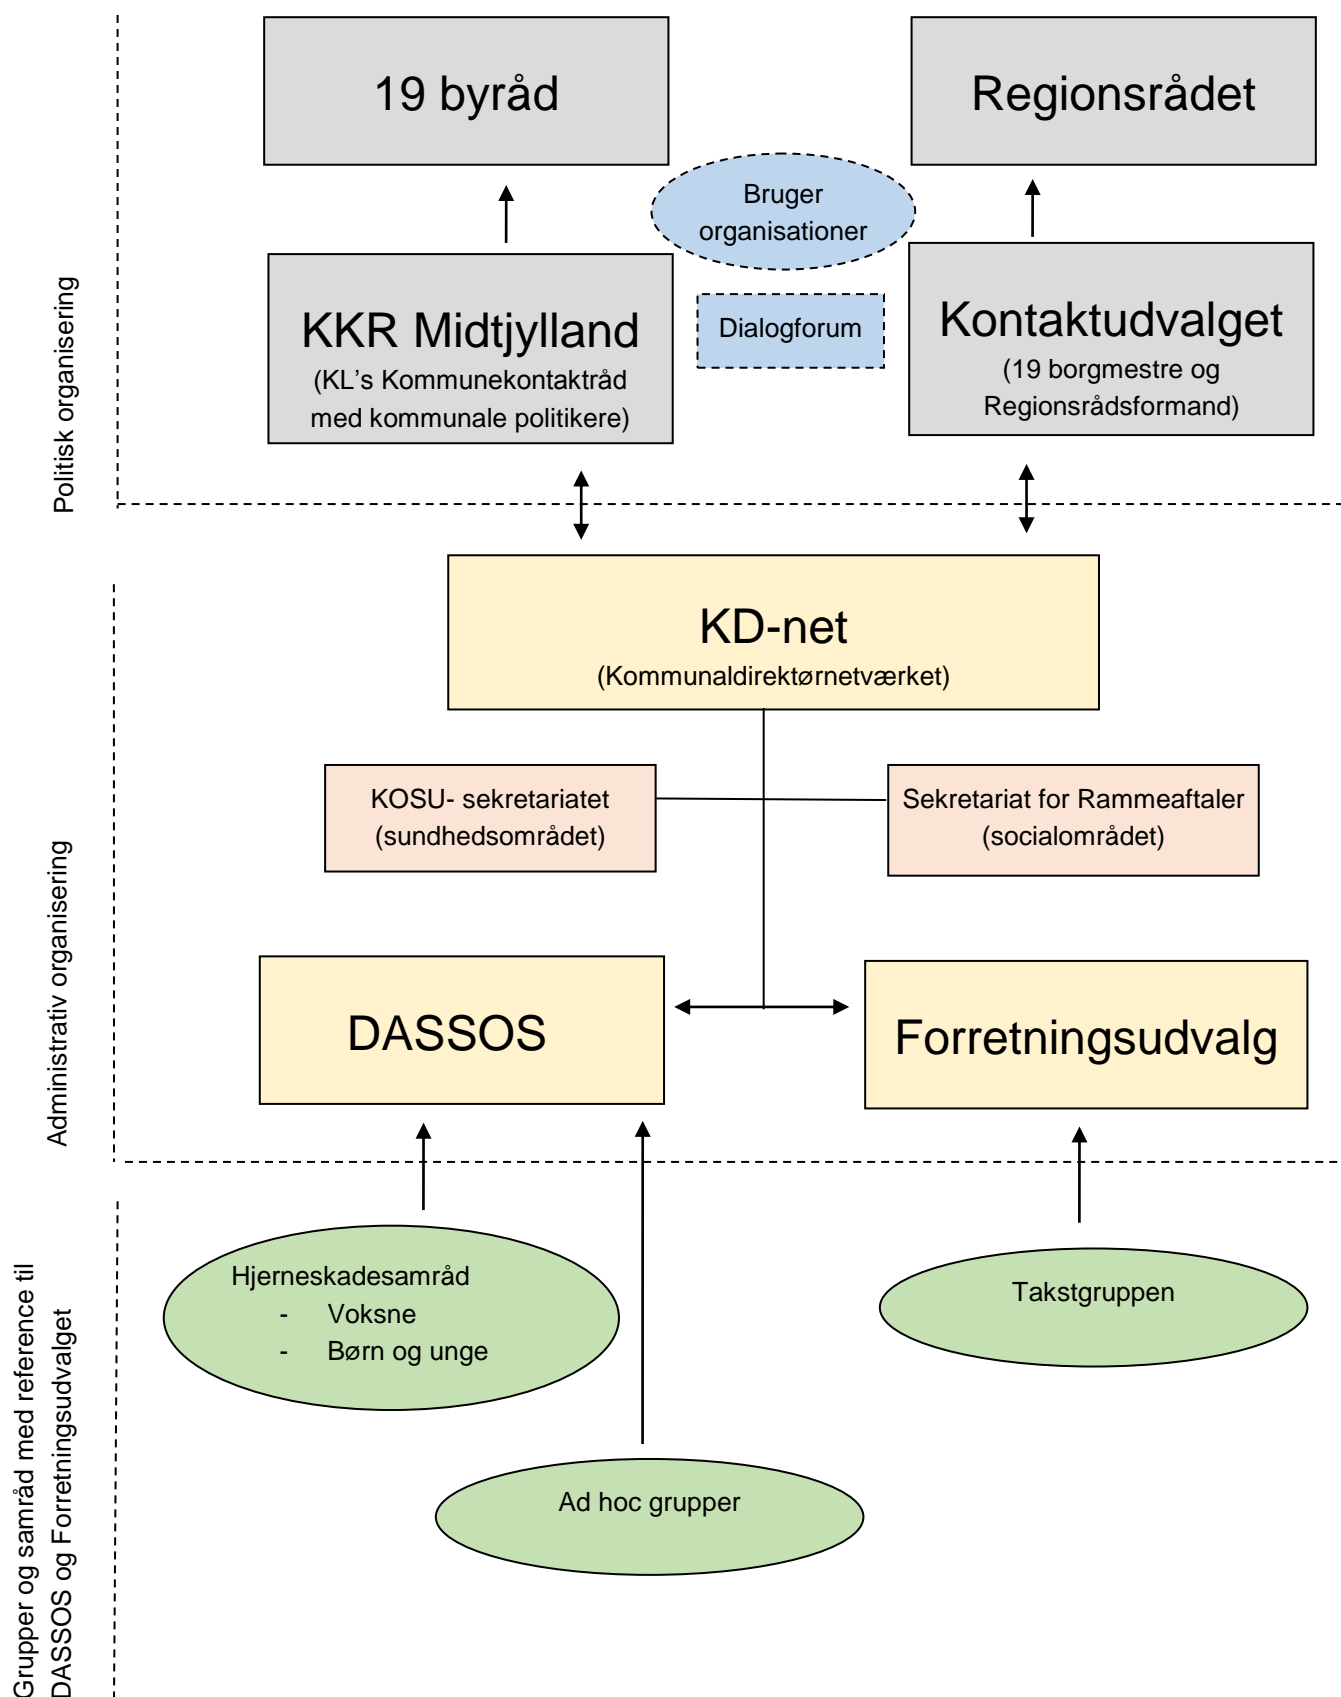 19 byråd
Regionsrådet
Bruger
organisationer
KKR Midtjylland
(KL's Kommunekontaktråd
med kommunale politikere)
Dialogforum
Kontaktudvalget
(19 borgmestre og
Regionsrådsformand)
Politisk organisering
KD-net
(Kommunaldirektørnetværket)
KOSU- sekretariatet
(sundhedsområdet)
Sekretariat for Rammeaftaler
(socialområdet)
Administrativ organisering
DASSOS
Forretningsudvalg
Grupper og samråd med reference til
DASSOS og Forretningsudvalget
Hjerneskadesamråd
- Voksne
- Børn og unge
Takstgruppen
Ad hoc grupper